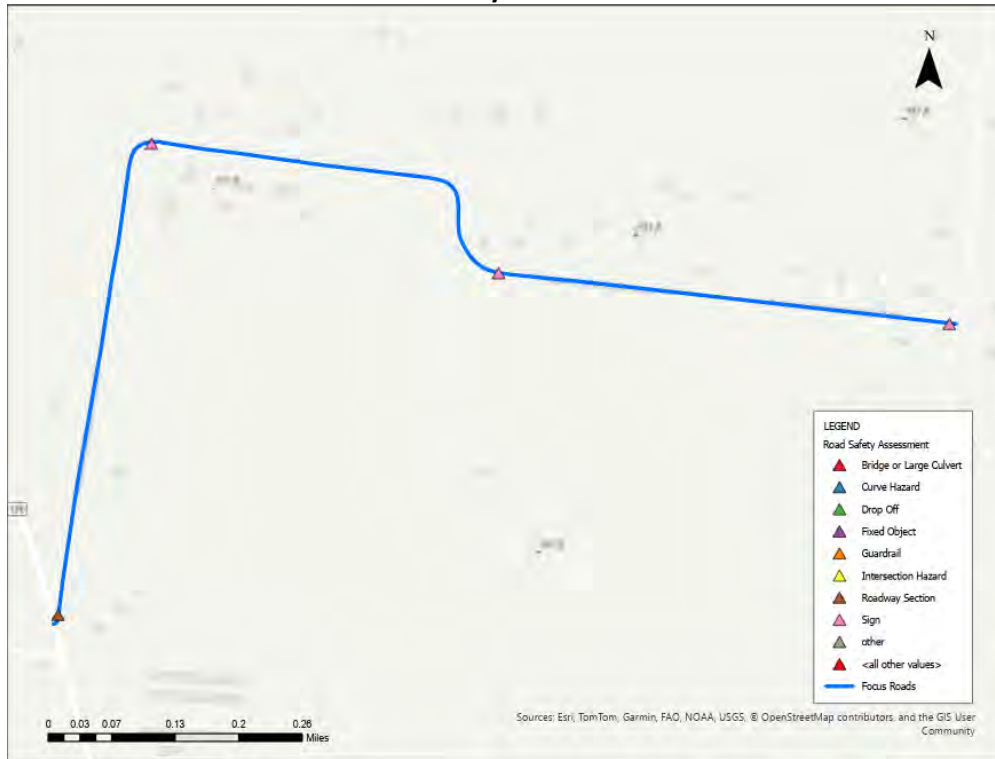 N
LEGEND
Road Safety Assessment
Bridge or Large Culvert
Curve Hazard
Drop Off
Fixed Object
Guardrail
Intersection Hazard
Roadway Section
Sign
other
<all other values>
Focus Roads
0 0.03 0.07 0.13 0.2 0.26
Miles
Sources: Esri, TomTom, Garmin, FAO, NOAA, USGS, © OpenStreetMap contributors, and the GIS User
Community